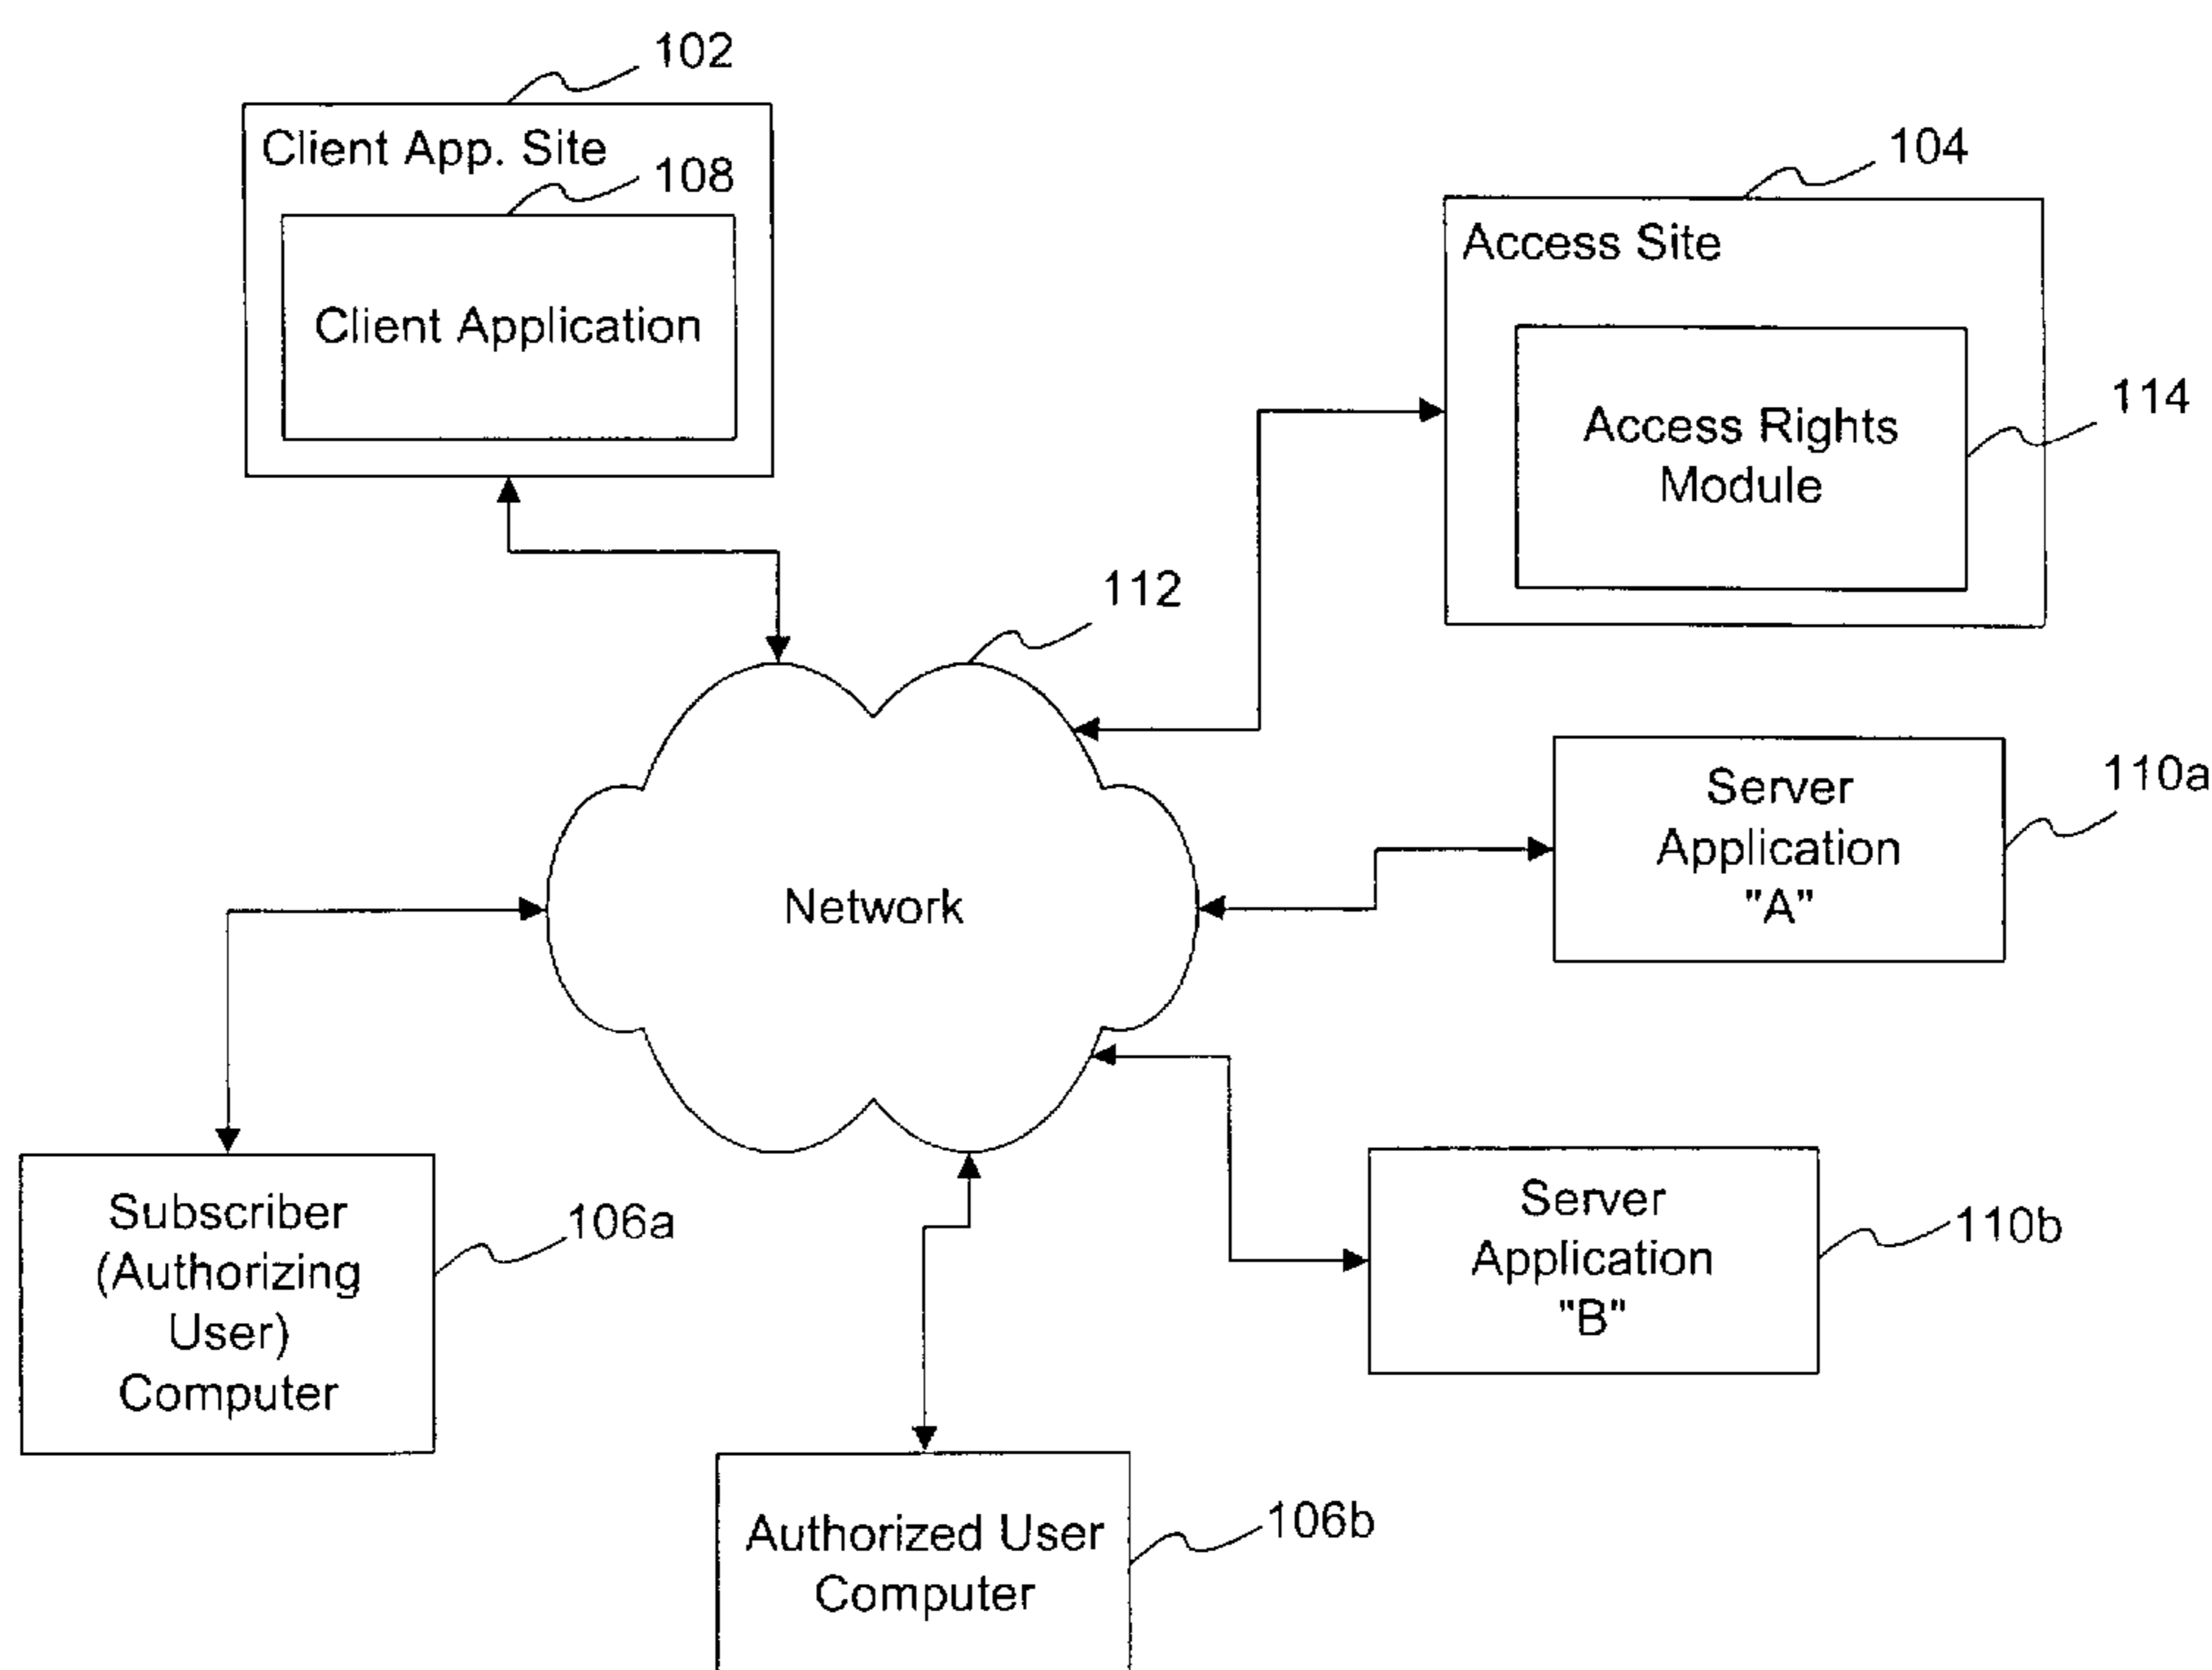 102
Client App. Site
108
Client Application
104
Access Site
Access Rights
Module
114
112
Network
Server
Application
"A"
110a
Subscriber
(Authorizing
User)
Computer
106a
Server
Application
"B"
110b
Authorized User
Computer
106b